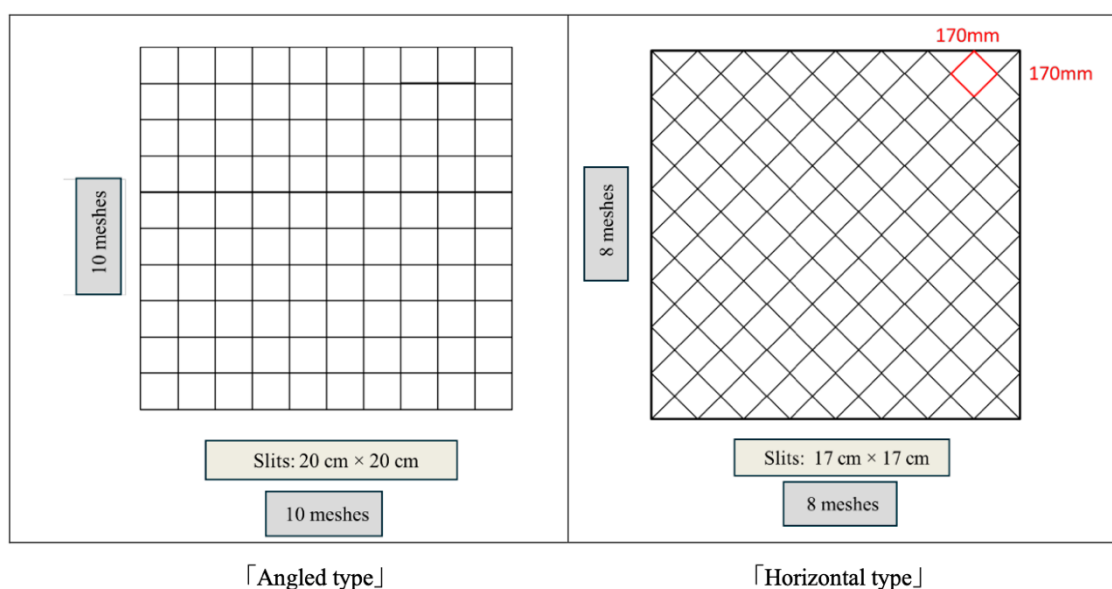 10 meshes
Slits: 20 cm × 20 cm
10 meshes
「Angled type」
170mm
170mm
8 meshes
Slits: 17 cm × 17 cm
8 meshes
「Horizontal type」